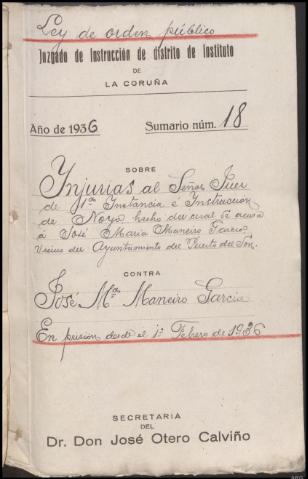 Ley de orden público
Juzgado de Instrucción de distrito de Instituto
DE
LA CORUÑA
Año de 1936 Sumario núm. 18
SOBRE
Injurias al Señor Juez
de 1ª Instancia é Instrucción
de Noya hecho del cual se acusa
á José María Maneiro García
Vecino del Ayuntamiento del Puerto del Son.
CONTRA
José Mª Maneiro García
En prision desde el 1º Febrero de 1936
SECRETARIA
DEL
Dr. Don José Otero Calviño